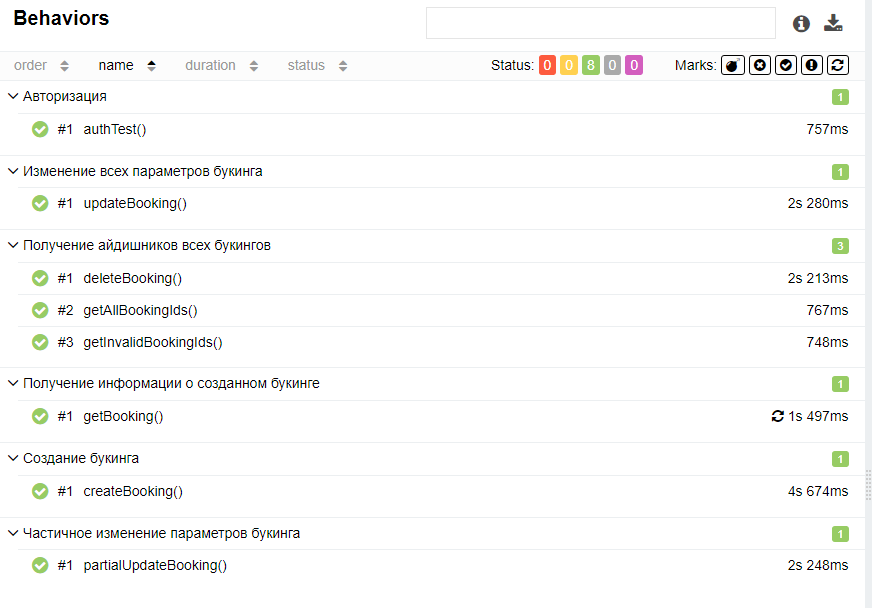 Behaviors
order name duration status Status: 0 0 8 0 0 Marks:
Авторизация 1
#1 authTest() 757ms
Изменение всех параметров букинга 1
#1 updateBooking() 2s 280ms
Получение айдишников всех букингов 3
#1 deleteBooking() 2s 213ms
#2 getAllBookingIds() 767ms
#3 getInvalidBookingIds() 748ms
Получение информации о созданном букинге 1
#1 getBooking() 1s 497ms
Создание букинга 1
#1 createBooking() 4s 674ms
Частичное изменение параметров букинга 1
#1 partialUpdateBooking() 2s 248ms